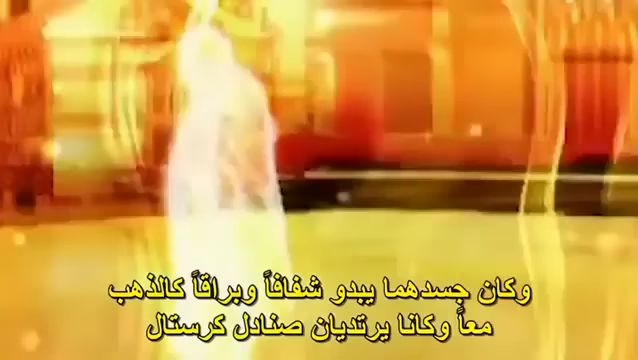 وكان جسدهما يبدو شفافاً وبراقاً كالذهب
معاً وكانا يرتديان صنادل كرستال